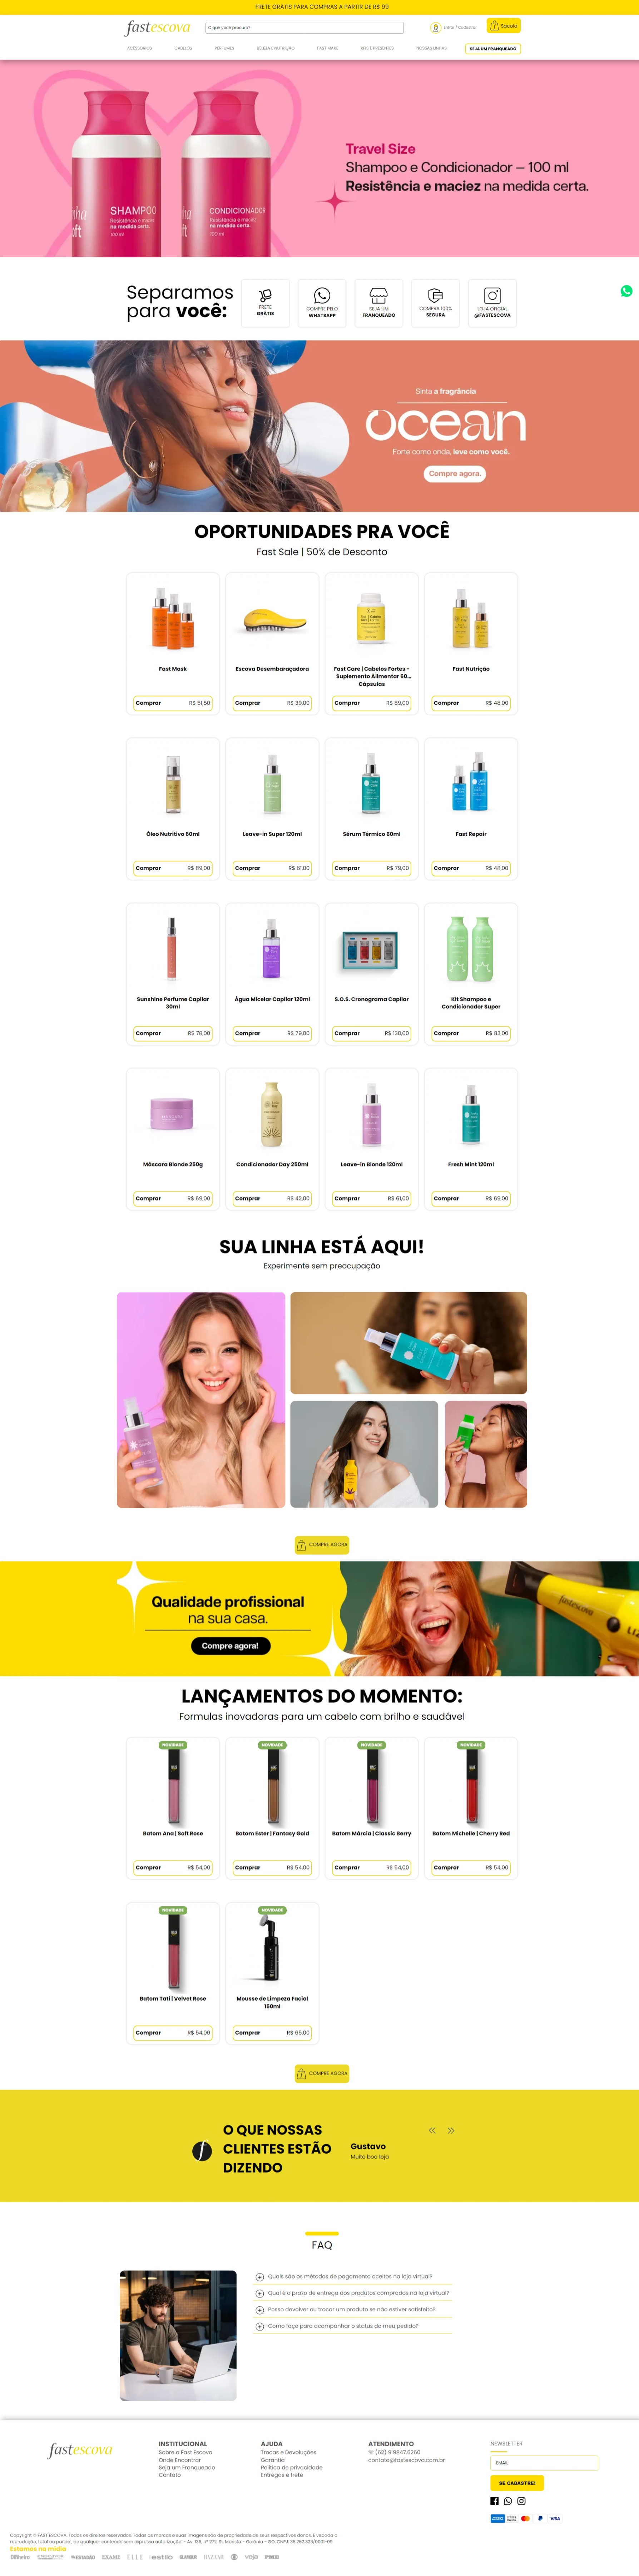 FRETE GRÁTIS PARA COMPRAS A PARTIR DE R$ 99
fastescova
O que você procura?
Entrar / Cadastrar
Sacola
ACESSÓRIOS
CABELOS
PERFUMES
BELEZA E NUTRIÇÃO
FAST MAKE
KITS E PRESENTES
NOSSAS LINHAS
SEJA UM FRANQUEADO
SHAMPOO
Resistência e maciez
na medida certa.
100 ml
CONDICIONADOR
Resistência e maciez
na medida certa.
100 ml
Travel Size
Shampoo e Condicionador – 100 ml
Resistência e maciez na medida certa.
Separamos
para você:
FRETE
GRÁTIS
COMPRE PELO
WHATSAPP
SEJA UM
FRANQUEADO
COMPRA 100%
SEGURA
LOJA OFICIAL
@FASTESCOVA
Sinta a fragrância
ocean
Forte como onda, leve como você.
Compre agora.
OPORTUNIDADES PRA VOCÊ
Fast Sale | 50% de Desconto
Fast Mask
Comprar R$ 51,50
Escova Desembaraçadora
Comprar R$ 39,00
Fast Care | Cabelos Fortes -
Suplemento Alimentar 60...
Cápsulas
Comprar R$ 89,00
Fast Nutrição
Comprar R$ 48,00
Óleo Nutritivo 60ml
Comprar R$ 89,00
Leave-in Super 120ml
Comprar R$ 61,00
Sérum Térmico 60ml
Comprar R$ 79,00
Fast Repair
Comprar R$ 48,00
Sunshine Perfume Capilar
30ml
Comprar R$ 78,00
Água Micelar Capilar 120ml
Comprar R$ 79,00
S.O.S. Cronograma Capilar
Comprar R$ 130,00
Kit Shampoo e
Condicionador Super
Comprar R$ 83,00
Máscara Blonde 250g
Comprar R$ 69,00
Condicionador Day 250ml
Comprar R$ 42,00
Leave-in Blonde 120ml
Comprar R$ 61,00
Fresh Mint 120ml
Comprar R$ 69,00
SUA LINHA ESTÁ AQUI!
Experimente sem preocupação
COMPRE AGORA
Qualidade profissional
na sua casa.
Compre agora!
fastescova
LANÇAMENTOS DO MOMENTO:
Formulas inovadoras para um cabelo com brilho e saudável
NOVIDADE
Batom Ana | Soft Rose
Comprar R$ 54,00
NOVIDADE
Batom Ester | Fantasy Gold
Comprar R$ 54,00
NOVIDADE
Batom Márcia | Classic Berry
Comprar R$ 54,00
NOVIDADE
Batom Michelle | Cherry Red
Comprar R$ 54,00
NOVIDADE
Batom Tati | Velvet Rose
Comprar R$ 54,00
NOVIDADE
Mousse de Limpeza Facial
150ml
Comprar R$ 65,00
COMPRE AGORA
O QUE NOSSAS
CLIENTES ESTÃO
DIZENDO
Gustavo
Muito boa loja
FAQ
Quais são os métodos de pagamento aceitos na loja virtual?
Qual é o prazo de entrega dos produtos comprados na loja virtual?
Posso devolver ou trocar um produto se não estiver satisfeito?
Como faço para acompanhar o status do meu pedido?
fastescova
INSTITUCIONAL
Sobre a Fast Escova
Onde Encontrar
Seja um Franqueado
Contato
AJUDA
Trocas e Devoluções
Garantia
Política de privacidade
Entregas e frete
ATENDIMENTO
(62) 9 9847.6260
contato@fastescova.com.br
NEWSLETTER
EMAIL
SE CADASTRE!
VISA
Copyright © FAST ESCOVA. Todos os direitos reservados. Todas as marcas e suas imagens são de propriedade de seus respectivos donos. É vedada a
reprodução, total ou parcial, de qualquer conteúdo sem expressa autorização. - Av. 136, nº 272, St. Marista - Goiânia - GO. CNPJ: 38.262.023/0001-09
Estamos na mídia